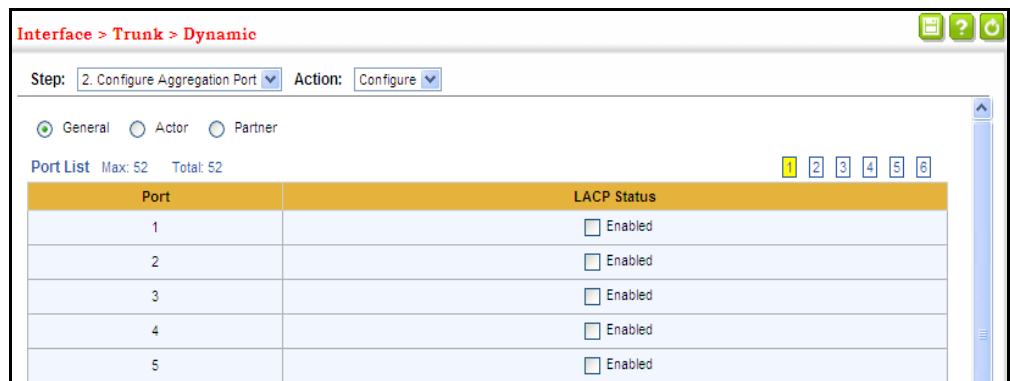 Interface > Trunk > Dynamic
?
Step: 2. Configure Aggregation Port Action: Configure
General Actor Partner
Port List Max: 52 Total: 52 1 2 3 4 5 6
Port LACP Status
1 Enabled
2 Enabled
3 Enabled
4 Enabled
5 Enabled